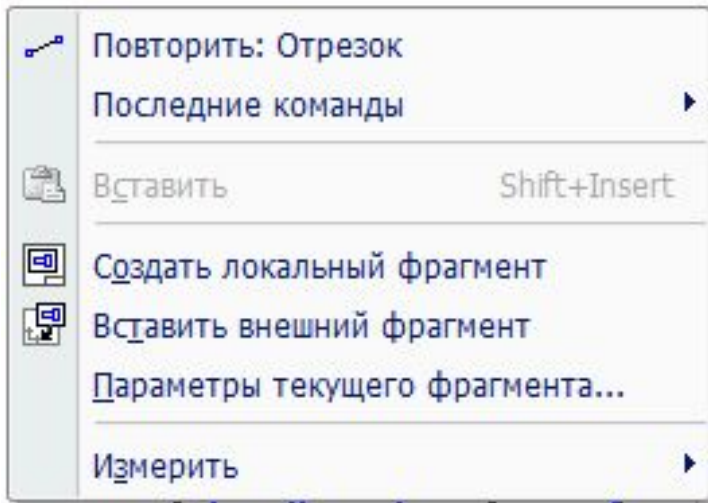 Повторить: Отрезок
Последние команды
Вставить Shift+Insert
Создать локальный фрагмент
Вставить внешний фрагмент
Параметры текущего фрагмента...
Измерить